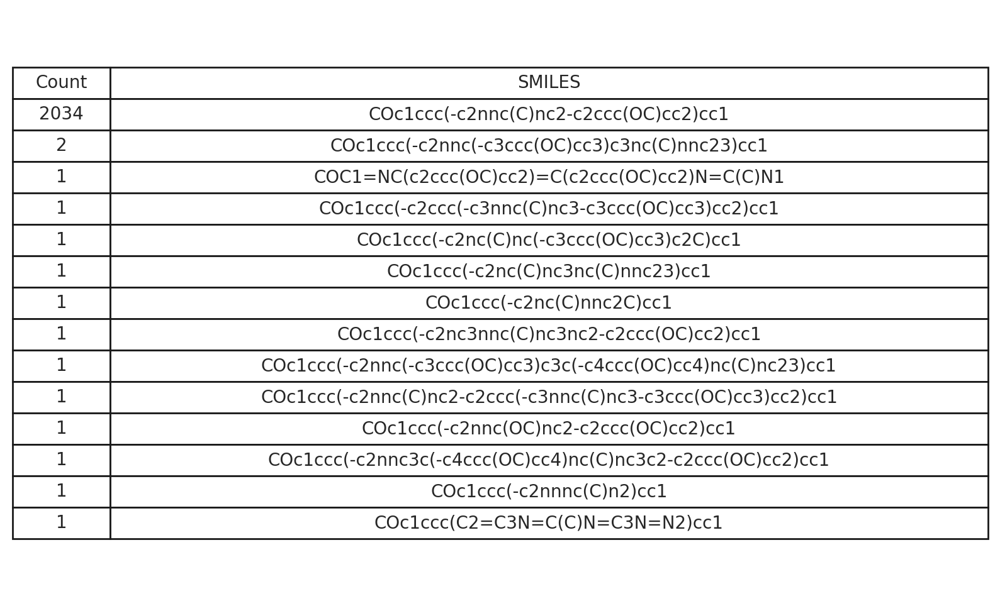 Count SMILES
2034 COc1ccc(-c2nnc(C)nc2-c2ccc(OC)cc2)cc1
2 COc1ccc(-c2nnc(-c3ccc(OC)cc3)c3nc(C)nnc23)cc1
1 COC1=NC(c2ccc(OC)cc2)=C(c2ccc(OC)cc2)N=C(C)N1
1 COc1ccc(-c2ccc(-c3nnc(C)nc3-c3ccc(OC)cc3)cc2)cc1
1 COc1ccc(-c2nc(C)nc(-c3ccc(OC)cc3)c2C)cc1
1 COc1ccc(-c2nc(C)nc3nc(C)nnc23)cc1
1 COc1ccc(-c2nc(C)nnc2C)cc1
1 COc1ccc(-c2nc3nnc(C)nc3nc2-c2ccc(OC)cc2)cc1
1 COc1ccc(-c2nnc(-c3ccc(OC)cc3)c3c(-c4ccc(OC)cc4)nc(C)nc23)cc1
1 COc1ccc(-c2nnc(C)nc2-c2ccc(-c3nnc(C)nc3-c3ccc(OC)cc3)cc2)cc1
1 COc1ccc(-c2nnc(OC)nc2-c2ccc(OC)cc2)cc1
1 COc1ccc(-c2nnc3c(-c4ccc(OC)cc4)nc(C)nc3c2-c2ccc(OC)cc2)cc1
1 COc1ccc(-c2nnnc(C)n2)cc1
1 COc1ccc(C2=C3N=C(C)N=C3N=N2)cc1